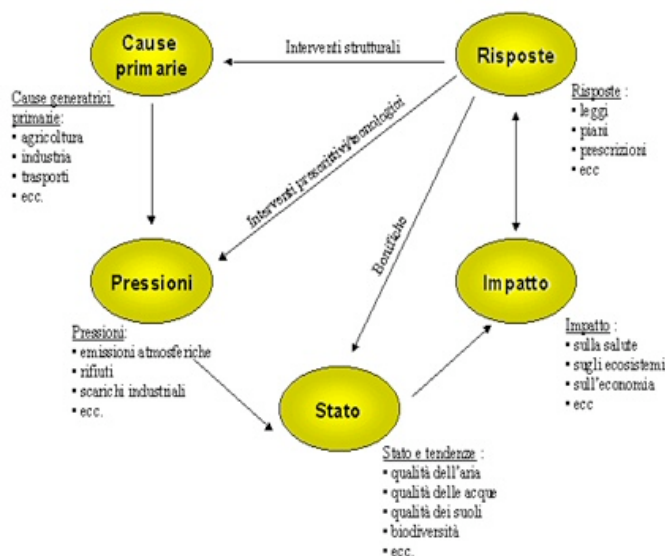 Cause
primarie
Interventi strutturali
Risposte
Cause generatrici
primarie:
▪ agricoltura
▪ industria
▪ trasporti
▪ ecc.
Risposte :
▪ leggi
▪ piani
▪ prescrizioni
▪ ecc
Interventi prescrittivi/tecnologici
Bonifiche
Pressioni
Impatto
Pressioni:
▪ emissioni atmosferiche
▪ rifiuti
▪ scarichi industriali
▪ ecc.
Impatto :
▪ sulla salute
▪ sugli ecosistemi
▪ sull'economia
▪ ecc
Stato
Stato e tendenze :
▪ qualità dell'aria
▪ qualità delle acque
▪ qualità dei suoli
▪ biodiversità
▪ ecc.